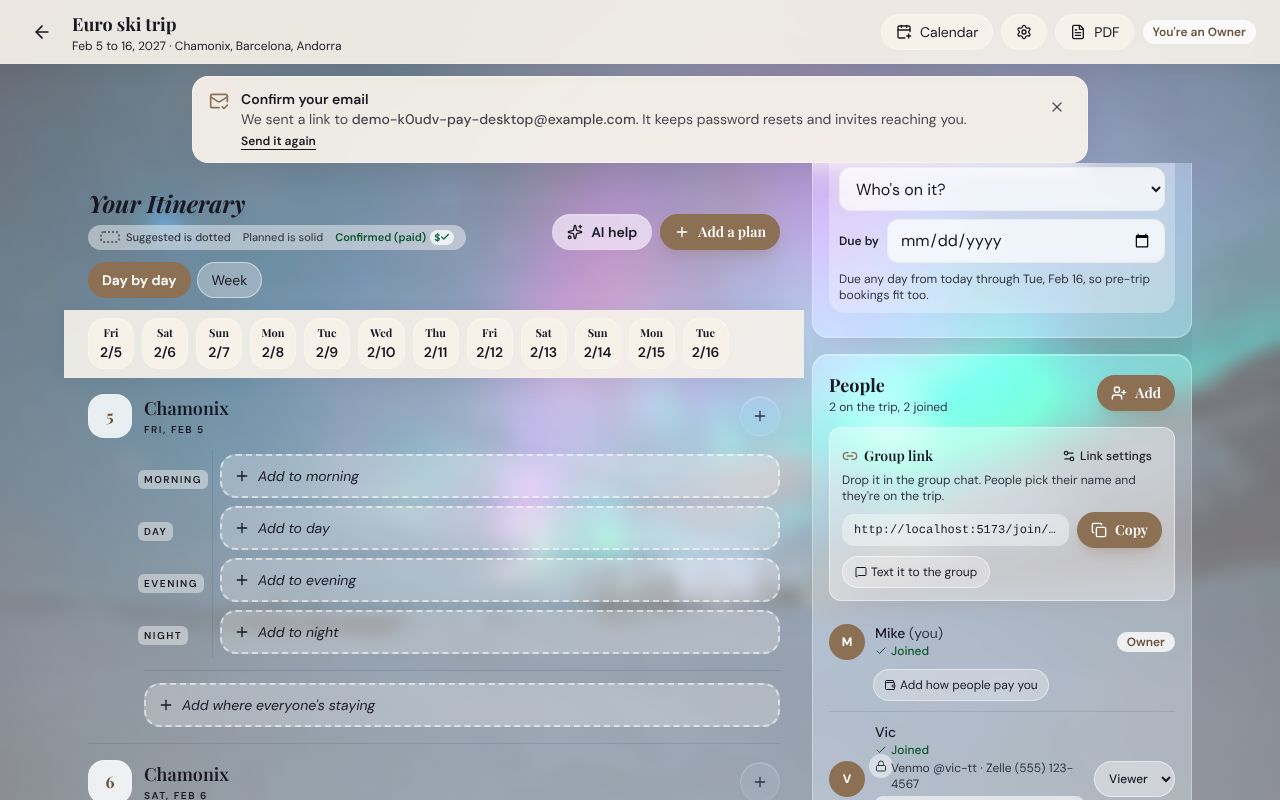 Euro ski trip
Feb 5 to 16, 2027 · Chamonix, Barcelona, Andorra
Calendar
PDF
You're an Owner
Confirm your email
We sent a link to demo-k0udv-pay-desktop@example.com. It keeps password resets and invites reaching you.
Send it again
Your Itinerary
Suggested is dotted Planned is solid Confirmed (paid) $✓
AI help
Add a plan
Day by day
Week
Fri Sat Sun Mon Tue Wed Thu Fri Sat Sun Mon Tue
2/5 2/6 2/7 2/8 2/9 2/10 2/11 2/12 2/13 2/14 2/15 2/16
5
Chamonix
FRI, FEB 5
MORNING
Add to morning
DAY
Add to day
EVENING
Add to evening
NIGHT
Add to night
Add where everyone's staying
6
Chamonix
SAT, FEB 6
Who's on it?
Due by
mm/dd/yyyy
Due any day from today through Tue, Feb 16, so pre-trip
bookings fit too.
People
2 on the trip, 2 joined
Add
Group link
Link settings
Drop it in the group chat. People pick their name and
they're on the trip.
http://localhost:5173/join/…
Copy
Text it to the group
M
Mike (you)
Joined
Owner
Add how people pay you
V
Vic
Joined
Venmo @vic-tt · Zelle (555) 123-
4567
Viewer